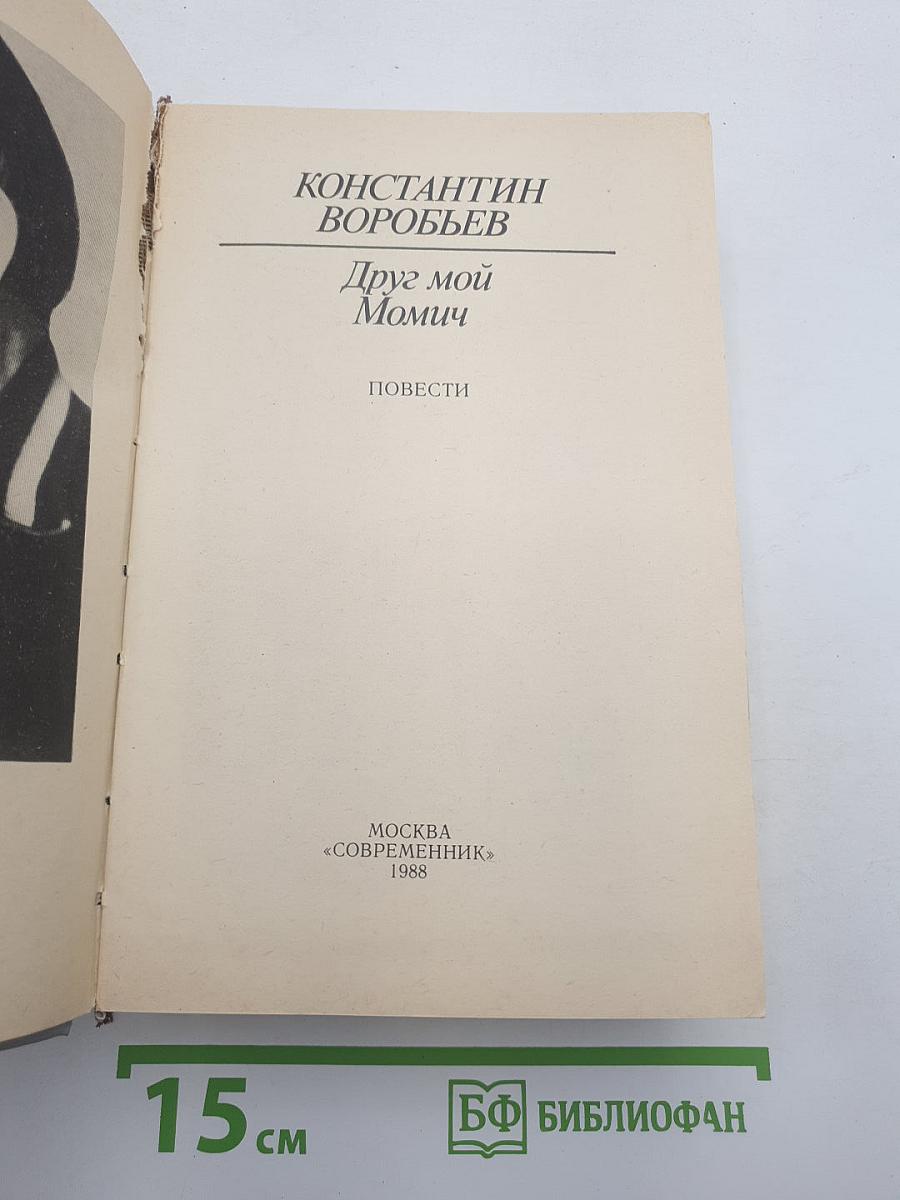 КОНСТАНТИН
ВОРОБЬЕВ
Друг мой
Момич
ПОВЕСТИ
МОСКВА
«СОВРЕМЕННИК»
1988
15 см
БФ БИБЛИОФАН